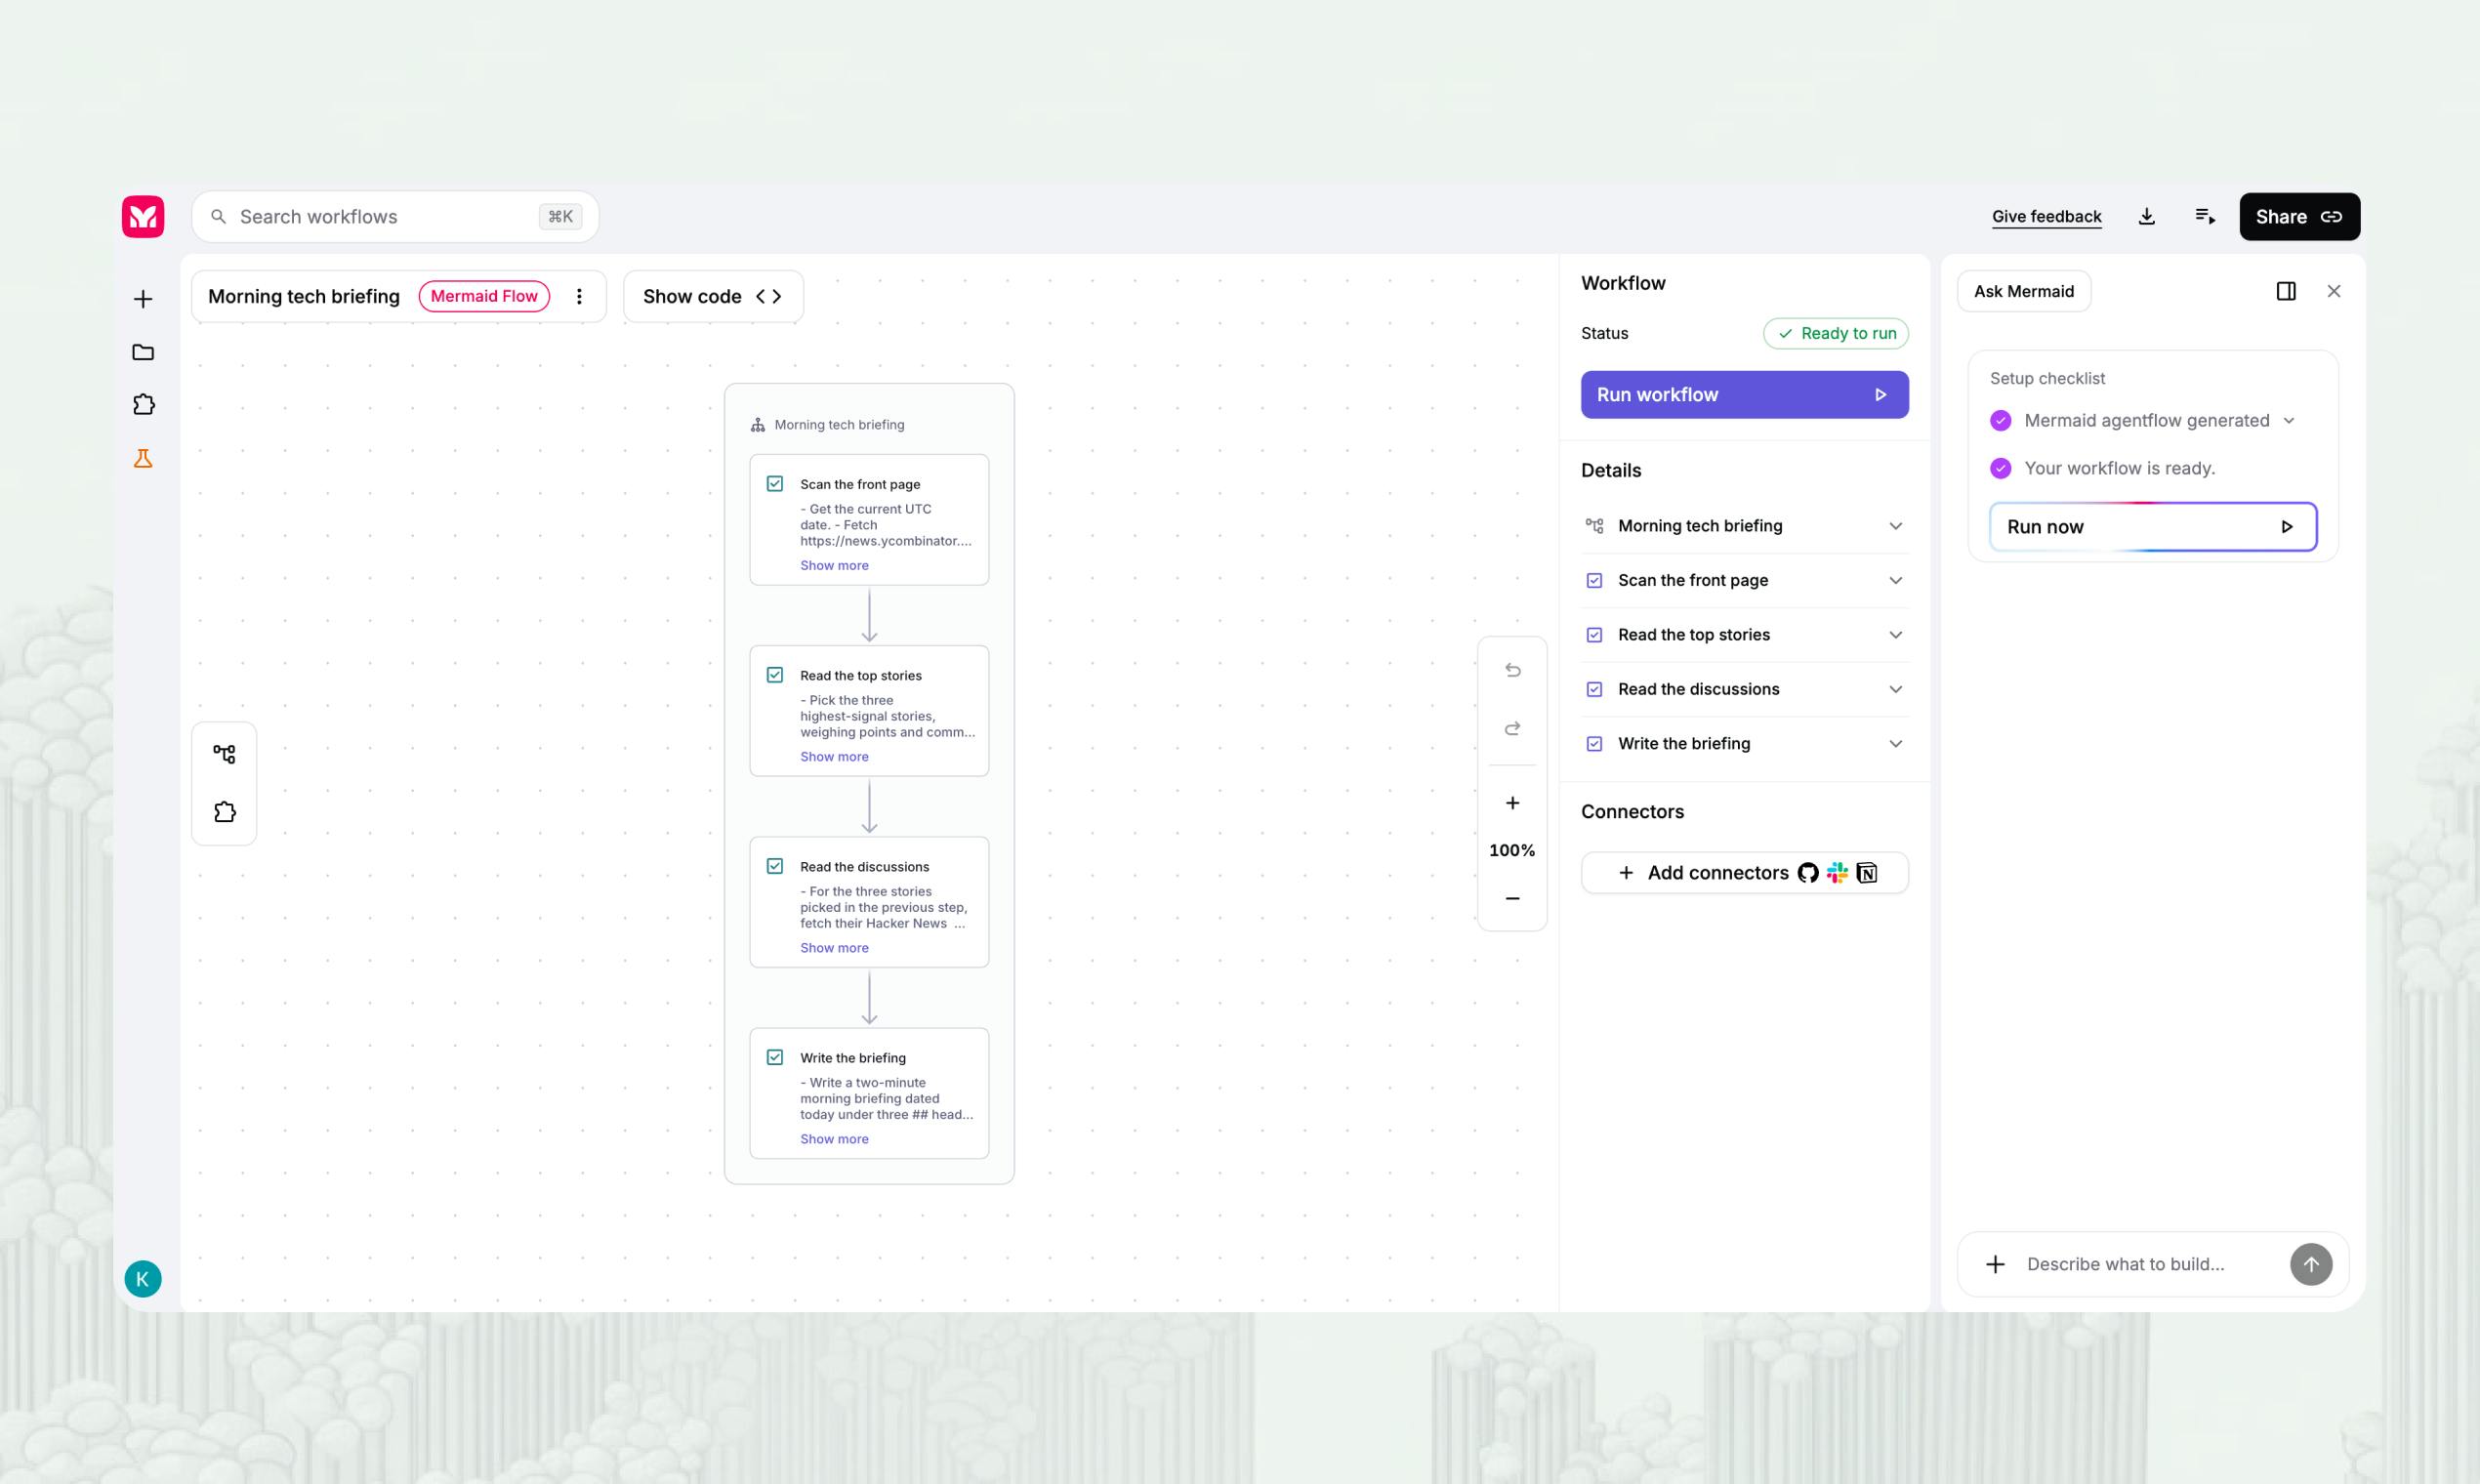 Search workflows
⌘K
Give feedback
Share
Morning tech briefing
Mermaid Flow
Show code
Morning tech briefing
Scan the front page
- Get the current UTC
date. - Fetch
https://news.ycombinator....
Show more
Read the top stories
- Pick the three
highest-signal stories,
weighing points and comm...
Show more
Read the discussions
- For the three stories
picked in the previous step,
fetch their Hacker News ...
Show more
Write the briefing
- Write a two-minute
morning briefing dated
today under three ## head...
Show more
100%
Workflow
Status
Ready to run
Run workflow
Details
Morning tech briefing
Scan the front page
Read the top stories
Read the discussions
Write the briefing
Connectors
Add connectors
Ask Mermaid
Setup checklist
Mermaid agentflow generated
Your workflow is ready.
Run now
Describe what to build...
K